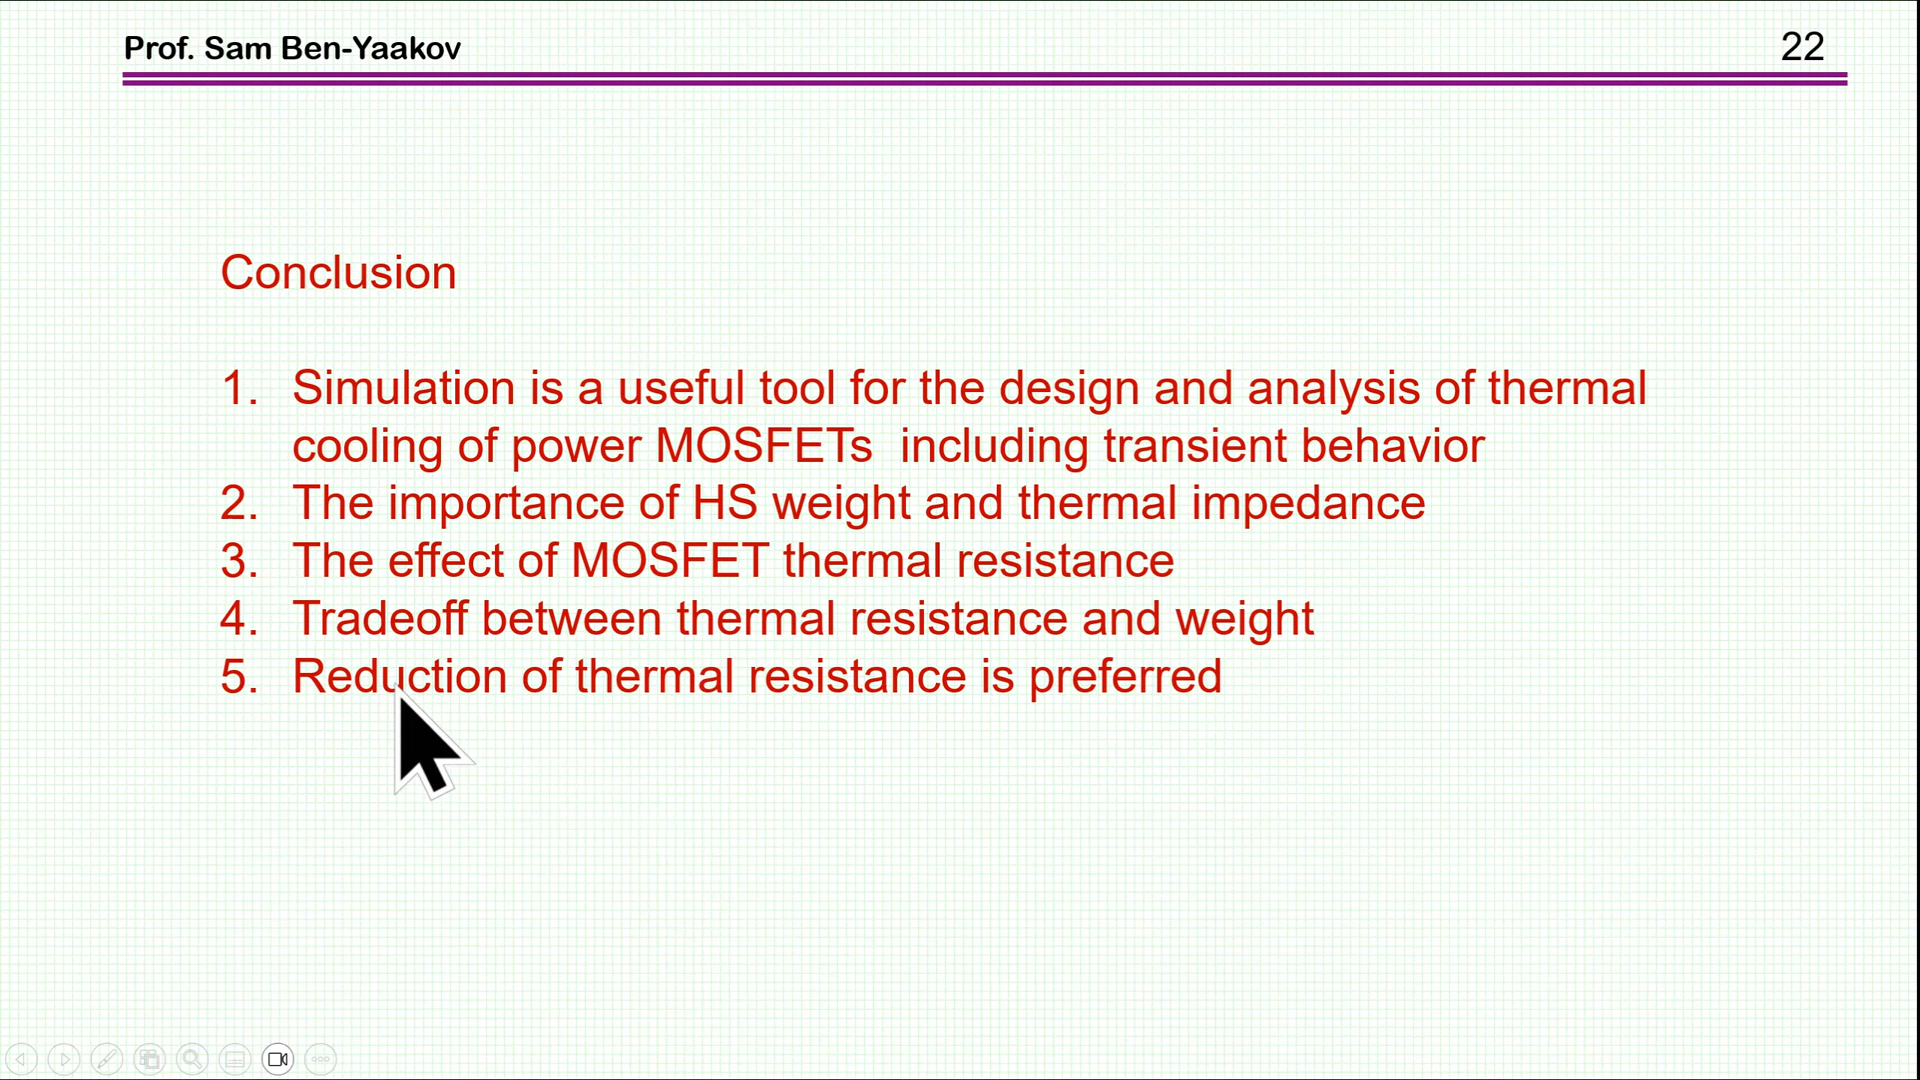 Prof. Sam Ben-Yaakov
22
Conclusion
1. Simulation is a useful tool for the design and analysis of thermal
cooling of power MOSFETs including transient behavior
2. The importance of HS weight and thermal impedance
3. The effect of MOSFET thermal resistance
4. Tradeoff between thermal resistance and weight
5. Reduction of thermal resistance is preferred